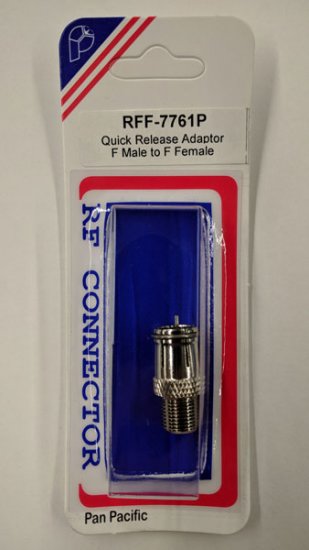 RFF-7761P
Quick Release Adaptor
F Male to F Female
RF CONNECTOR
Pan Pacific